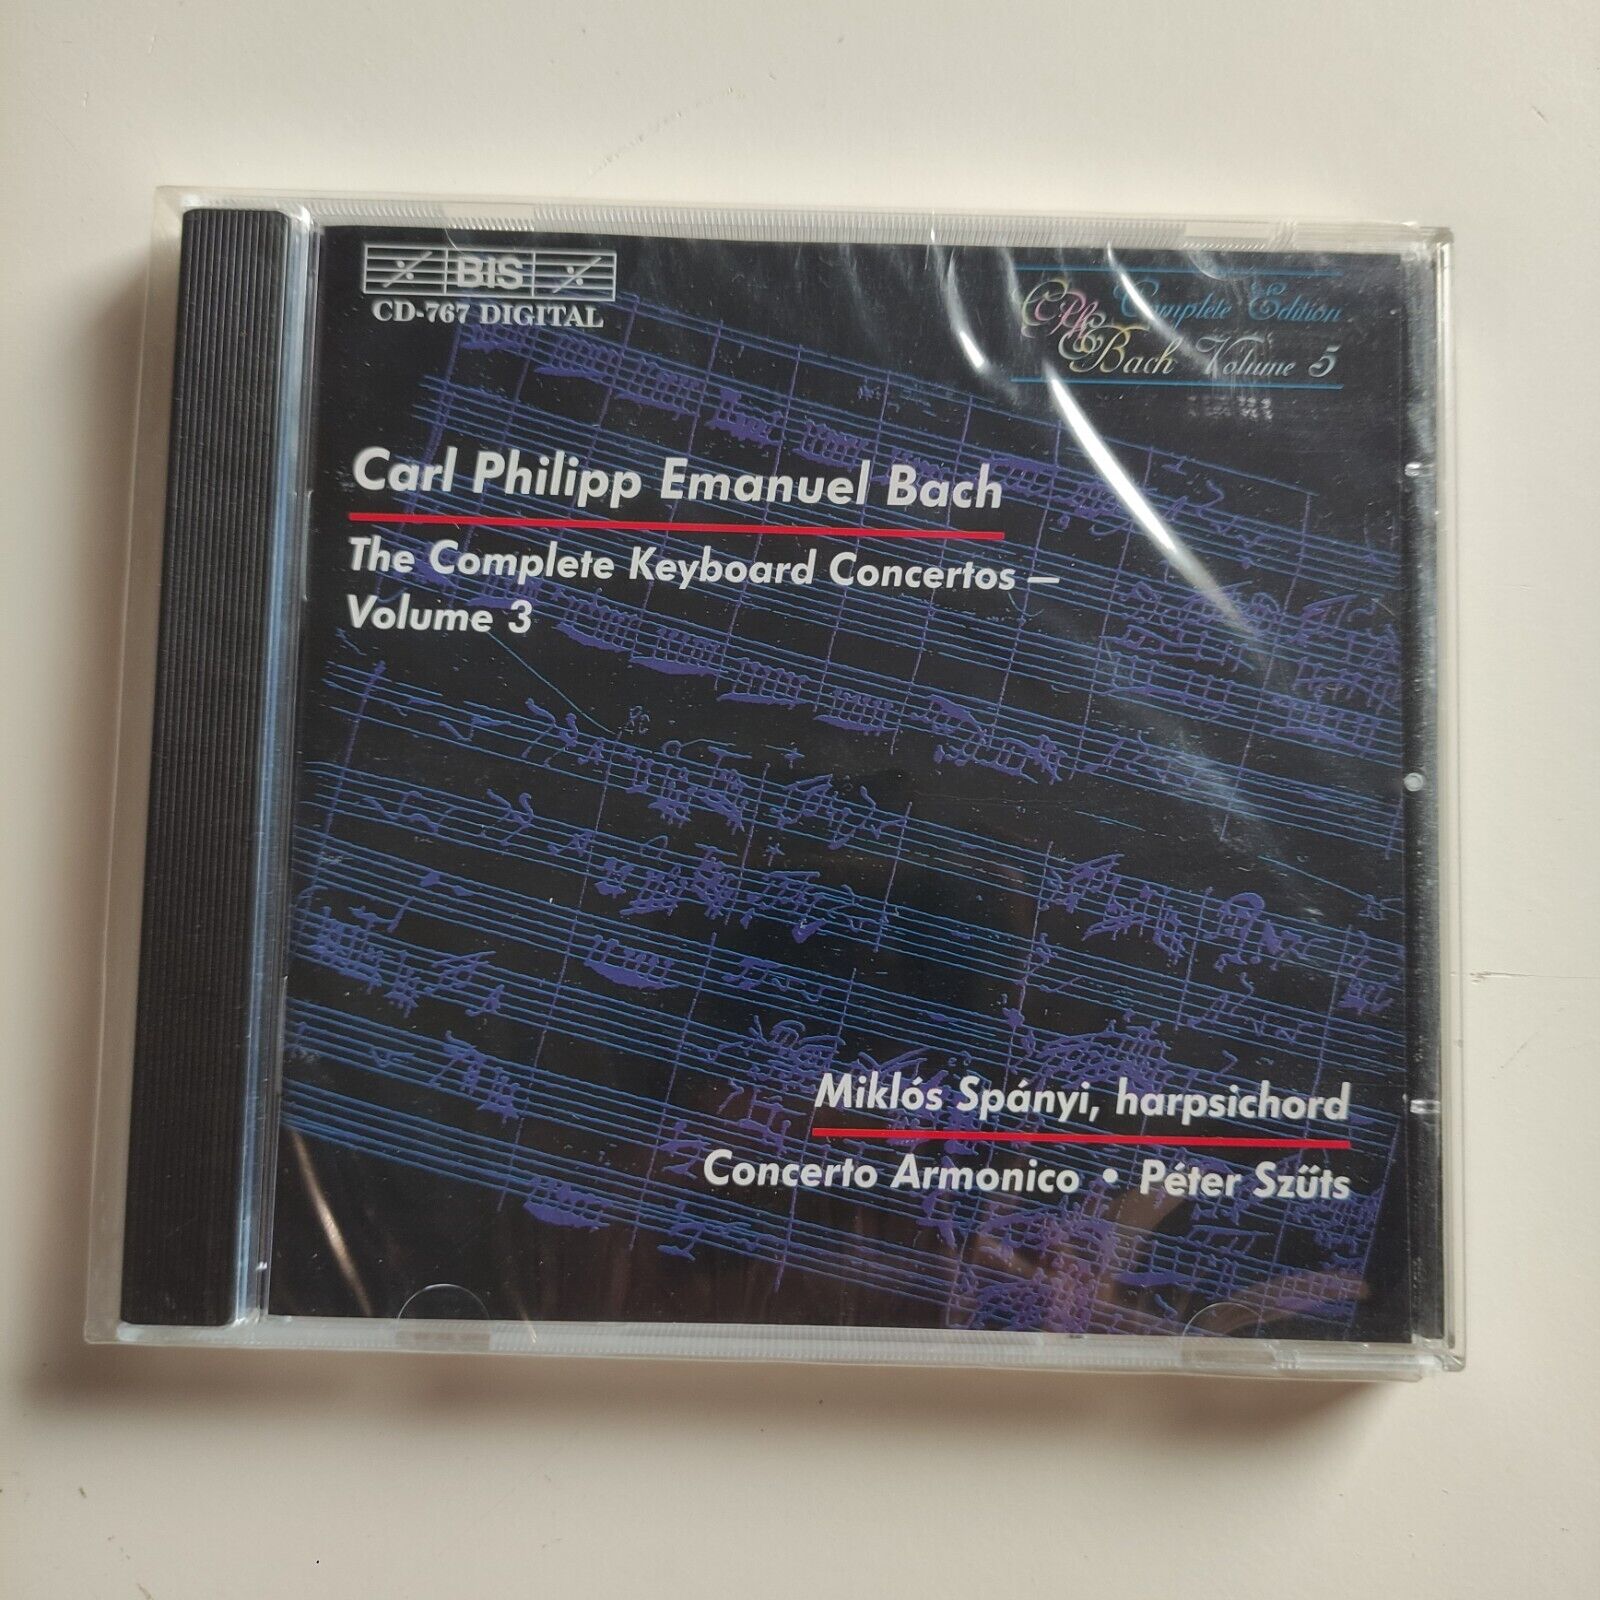 BIS
CD-767 DIGITAL
CPhE Complete Edition
Bach Volume 5
Carl Philipp Emanuel Bach
The Complete Keyboard Concertos –
Volume 3
Miklós Spányi, harpsichord
Concerto Armonico • Péter Szűts